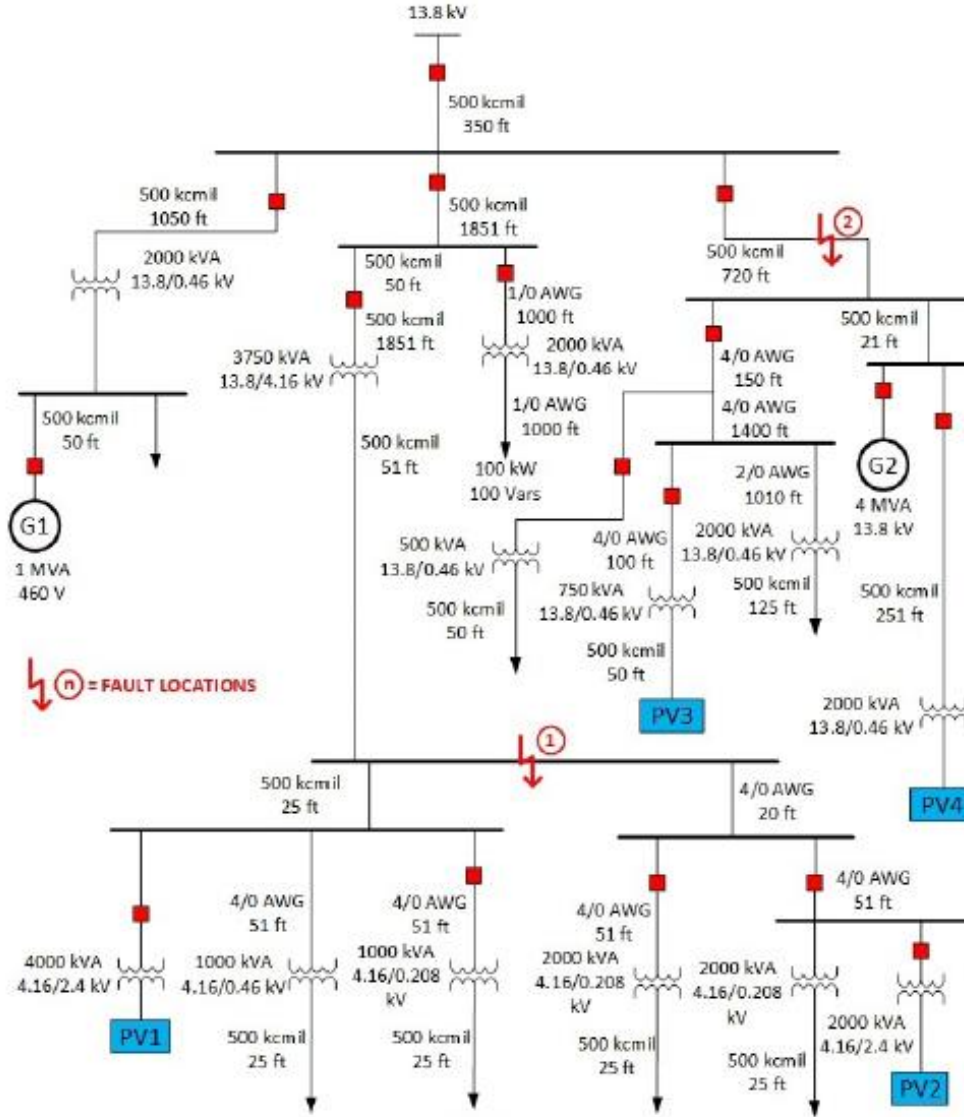 13.8 kV
500 kcmil
350 ft
500 kcmil
1050 ft
2000 kVA
13.8/0.46 kV
500 kcmil
50 ft
G1
1 MVA
460 V
500 kcmil
1851 ft
500 kcmil
50 ft
500 kcmil
1851 ft
3750 kVA
13.8/4.16 kV
500 kcmil
51 ft
1/0 AWG
1000 ft
2000 kVA
13.8/0.46 kV
1/0 AWG
1000 ft
100 kW
100 Vars
2
500 kcmil
720 ft
500 kcmil
21 ft
4/0 AWG
150 ft
4/0 AWG
1400 ft
500 kVA
13.8/0.46 kV
500 kcmil
50 ft
4/0 AWG
100 ft
750 kVA
13.8/0.46 kV
500 kcmil
50 ft
PV3
2/0 AWG
1010 ft
2000 kVA
13.8/0.46 kV
500 kcmil
125 ft
G2
4 MVA
13.8 kV
500 kcmil
251 ft
2000 kVA
13.8/0.46 kV
PV4
n = FAULT LOCATIONS
1
500 kcmil
25 ft
4/0 AWG
20 ft
4000 kVA
4.16/2.4 kV
PV1
4/0 AWG
51 ft
1000 kVA
4.16/0.46 kV
500 kcmil
25 ft
4/0 AWG
51 ft
1000 kVA
4.16/0.208
kV
500 kcmil
25 ft
4/0 AWG
51 ft
2000 kVA
4.16/0.208
kV
500 kcmil
25 ft
4/0 AWG
51 ft
2000 kVA
4.16/0.208
kV
500 kcmil
25 ft
2000 kVA
4.16/2.4 kV
PV2